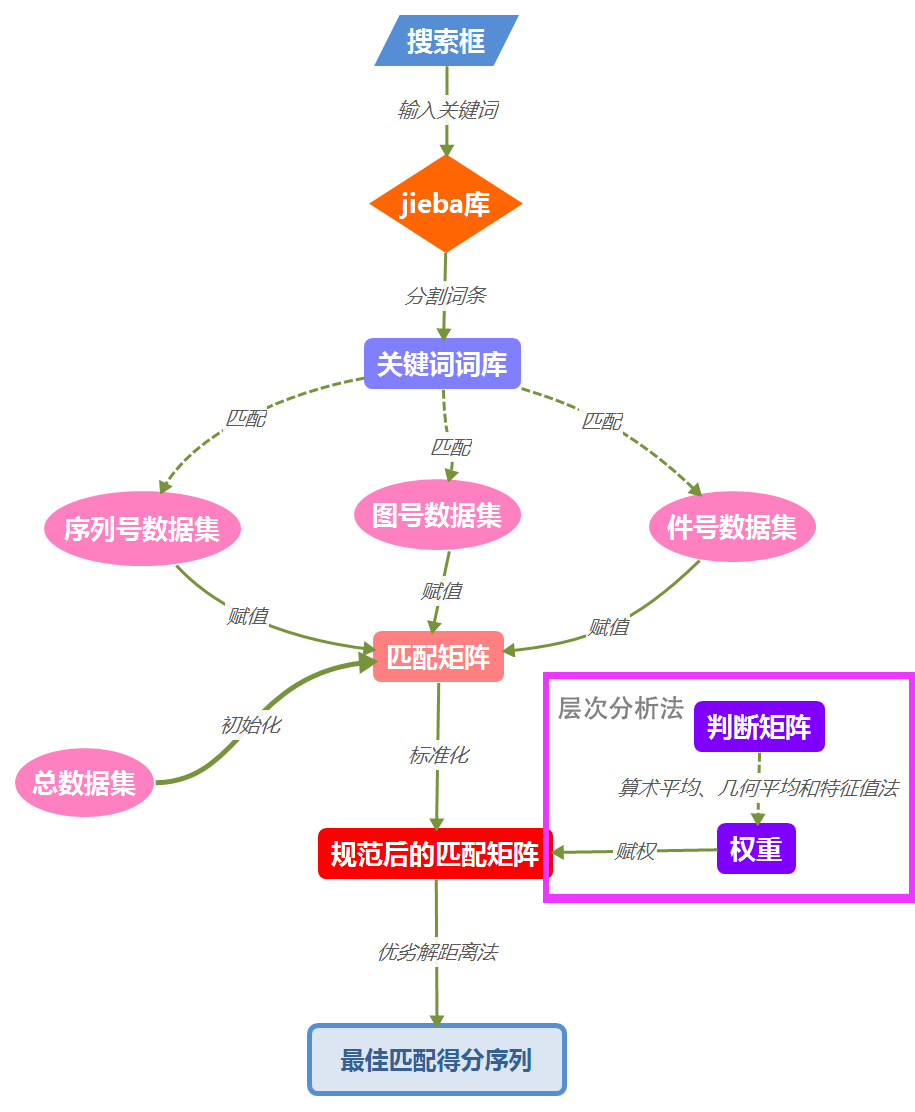 搜索框
输入关键词
jieba库
分割词条
关键词词库
匹配
匹配
匹配
序列号数据集
图号数据集
件号数据集
赋值
赋值
赋值
匹配矩阵
初始化
总数据集
标准化
层次分析法
判断矩阵
算术平均、几何平均和特征值法
权重
赋权
规范后的匹配矩阵
优劣解距离法
最佳匹配得分序列